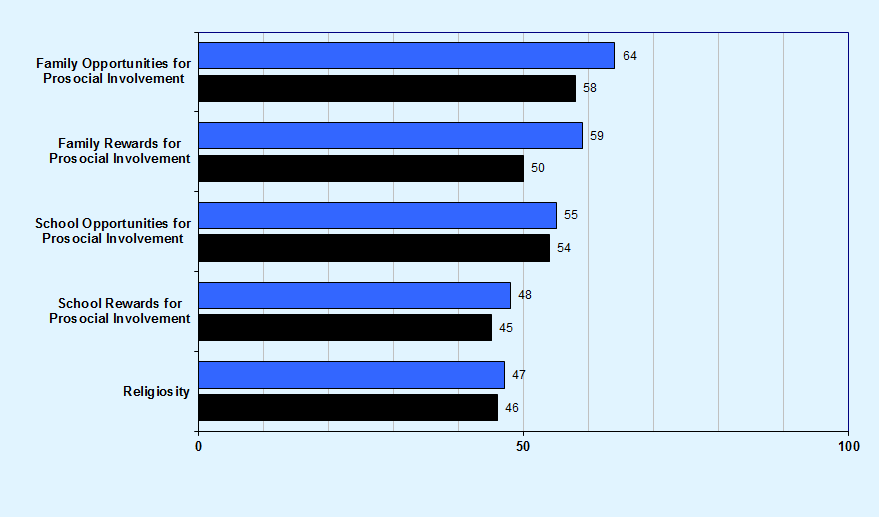 Family Opportunities for
Prosocial Involvement
64
58
Family Rewards for
Prosocial Involvement
59
50
School Opportunities for
Prosocial Involvement
55
54
School Rewards for
Prosocial Involvement
48
45
Religiosity
47
46
0 50 100